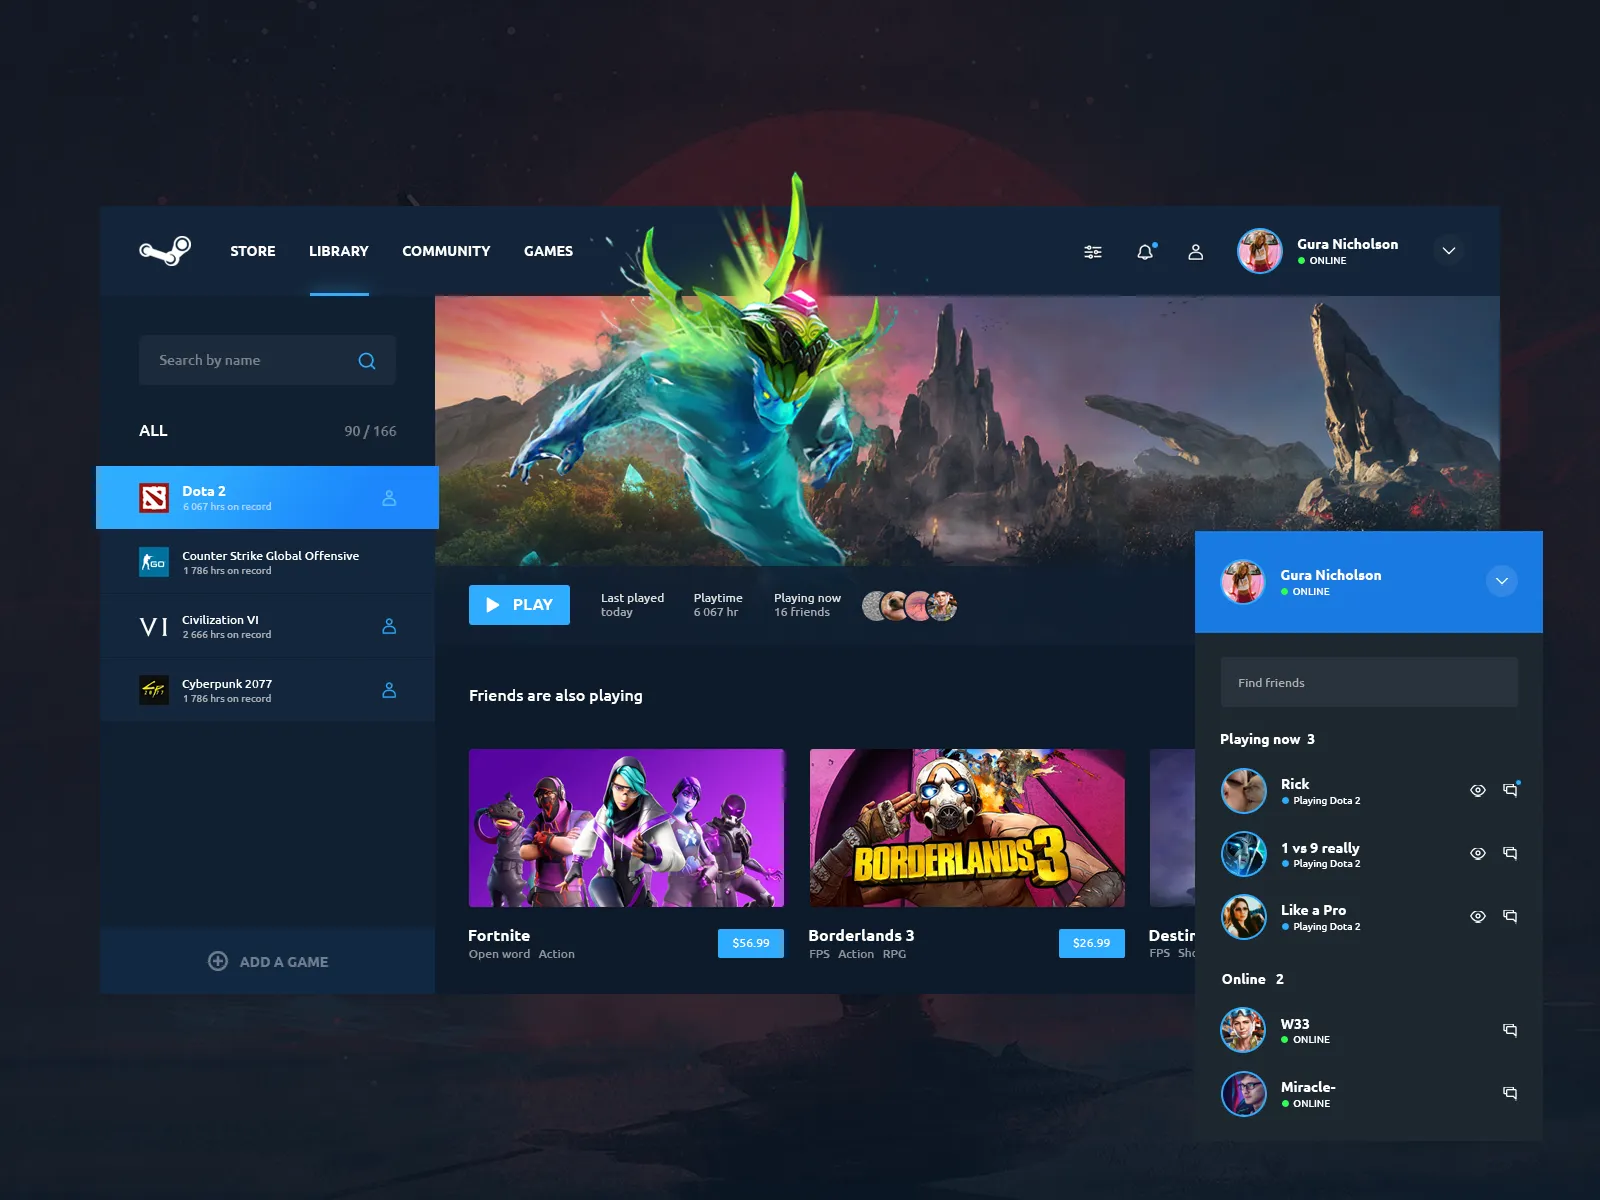 STORE LIBRARY COMMUNITY GAMES
Gura Nicholson
ONLINE
Search by name
ALL 90 / 166
Dota 2
6 067 hrs on record
GO
Counter Strike Global Offensive
1 786 hrs on record
VI
Civilization VI
2 666 hrs on record
Cyberpunk 2077
1 786 hrs on record
ADD A GAME
PLAY
Last played
today
Playtime
6 067 hr
Playing now
16 friends
Friends are also playing
BORDERLANDS 3
Fortnite
Open word Action
$56.99
Borderlands 3
FPS Action RPG
$26.99
Destin
FPS Sho
Gura Nicholson
ONLINE
Find friends
Playing now 3
Rick
Playing Dota 2
1 vs 9 really
Playing Dota 2
Like a Pro
Playing Dota 2
Online 2
W33
ONLINE
Miracle-
ONLINE